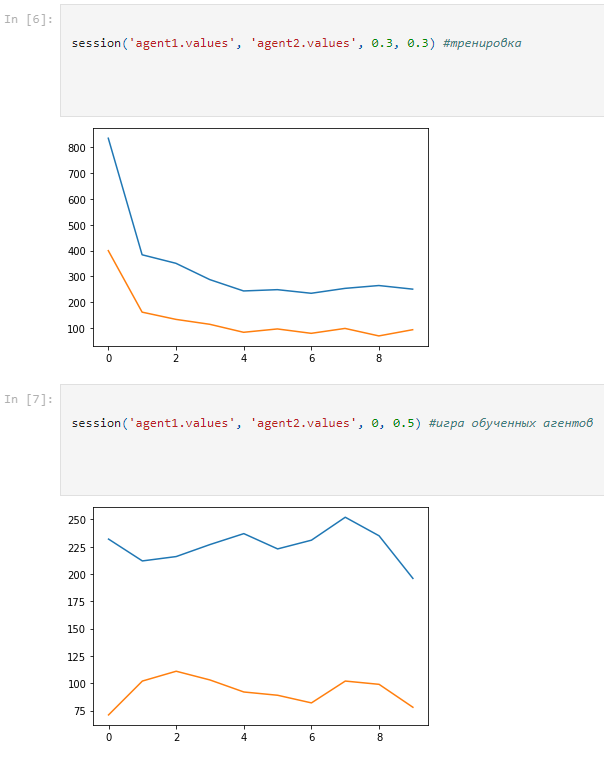 In [6]:
session('agent1.values', 'agent2.values', 0.3, 0.3) #тренировка
800
700
600
500
400
300
200
100
0 2 4 6 8
In [7]:
session('agent1.values', 'agent2.values', 0, 0.5) #игра обученных агентов
250
225
200
175
150
125
100
75
0 2 4 6 8